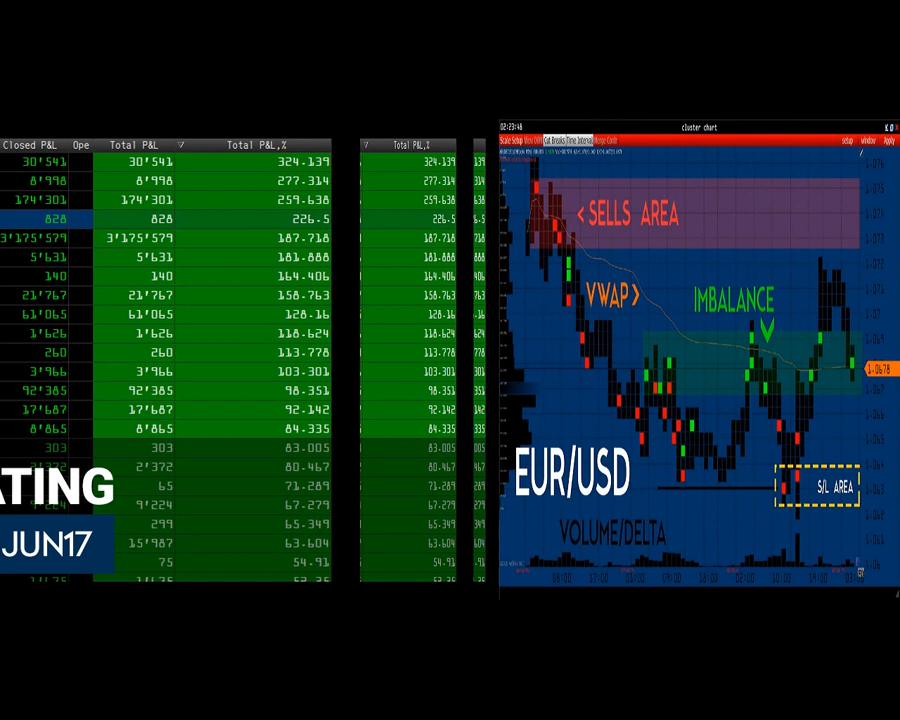 Closed P&L Ope Total P&L ▽ Total P&L,%
30'541 30'541 324.139
8'998 8'998 277.314
174'301 174'301 259.638
828 828 226.5
3'175'579 3'175'579 187.718
5'631 5'631 181.888
140 140 164.406
21'767 21'767 158.763
61'065 61'065 128.16
1'626 1'626 118.624
260 260 113.778
3'966 3'966 103.301
92'385 92'385 98.351
17'687 17'687 92.142
8'865 8'865 84.335
303 303 83.005
2'372 80.467
65 71.289
9'224 67.279
299 65.349
15'987 63.604
75 54.91
ATING
JUN17
▽ Total P&L,%
324.139
277.314
259.638
226.5
187.718
181.888
164.406
158.763
128.16
118.624
113.778
103.301
98.351
92.142
84.335
83.005
80.467
71.289
67.279
65.349
63.604
54.91
02:23:48 cluster chart
setup window Apply
< SELLS AREA
VWAP >
IMBALANCE
1.0678
EUR/USD
S/L AREA
VOLUME/DELTA